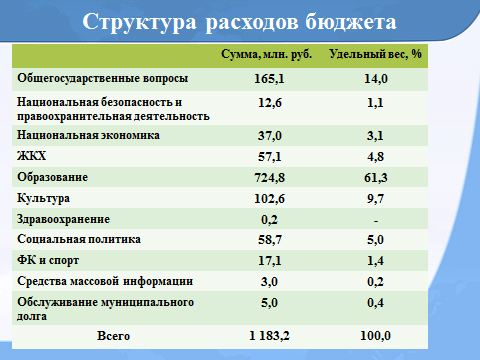 Структура расходов бюджета
Сумма, млн. руб. Удельный вес, %
Общегосударственные вопросы 165,1 14,0
Национальная безопасность и
правоохранительная деятельность 12,6 1,1
Национальная экономика 37,0 3,1
ЖКХ 57,1 4,8
Образование 724,8 61,3
Культура 102,6 9,7
Здравоохранение 0,2 -
Социальная политика 58,7 5,0
ФК и спорт 17,1 1,4
Средства массовой информации 3,0 0,2
Обслуживание муниципального
долга 5,0 0,4
Всего 1 183,2 100,0